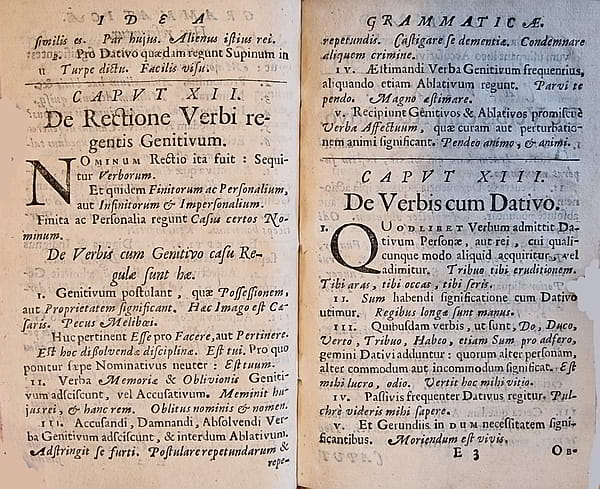 IDEA
similis es. Par hujus. Alienus istius rei.
3. Pro Dativo quædam regunt Supinum in
u Turpe dictu. Facilis visu.
CAPVT XII.
De Rectione Verbi re-
gentis Genitivum.
NOMINUM Rectio ita fuit: Sequi-
tur Verborum.
Et quidem Finitorum ac Personalium,
aut Infinitorum & Impersonalium.
Finita ac Personalia regunt Casus certos No-
minum.
De Verbis cum Genitivo casu Re-
gulæ sunt hæ.
I. Genitivum postolant, quæ Possessionem,
aut Proprietatem significant. Hæc Imago est Cæ-
saris. Pecus Melibœi.
Huc pertinent Esse pro Facere, aut Pertinere.
Est hoc dissolvendæ disciplinæ. Est tui. Pro quo
ponitur sæpe Nominativus neuter: Est tuum.
II. Verba Memoriæ & Oblivionis Geniti-
vum adsciscunt, vel Accusativum. Meminit hu-
jus rei, & hanc rem. Oblitus nominis & nomen.
III. Accusandi, Damnandi, Absolvendi Ver-
ba Genitivum adsciscunt, & interdum Ablativum.
Adstringit se furti. Postulare repetundarum &
repe-
GRAMMATICÆ.
repetundis. Castigare se dementiæ. Condemnare
aliquem crimine.
IV. Æstimandi Verba Genitivum frequentius,
aliquando etiam Ablativum regunt. Parvi te
pendo. Magno æstimare.
V. Recipiunt Genitivos & Ablativos promiscuè
Verba Affectuum, quæ curam aut perturbatio-
nem animi significant. Pendeo animo, & animi.
CAPVT XIII.
De Verbis cum Dativo.
I. QUODLIBET Verbum admittit Da-
tivum Personæ, aut rei, cui quali-
cunque modo aliquid acquiritur, vel
adimitur. Tribuo tibi eruditionem.
Tibi aras, tibi occas, tibi seris.
II. Sum habendi significatione cum Dativo
utimur. Regibus longæ sunt manus.
III. Quibusdam verbis, ut sunt, Do, Duco,
Verto, Tribuo, Habeo, etiam Sum pro adfero,
gemini Dativi adduntur: quorum alter personam,
alter commodum aut incommodum significat. Est
mihi lucro, odio. Vertit hoc mihi vitio.
IV. Passivis frequenter Dativus regitur. Pul-
chrè videris mihi sapere.
V. Et Gerundiis in DUM necessitatem signi-
ficantibus. Moriendum est vivis.
E 3
OB-